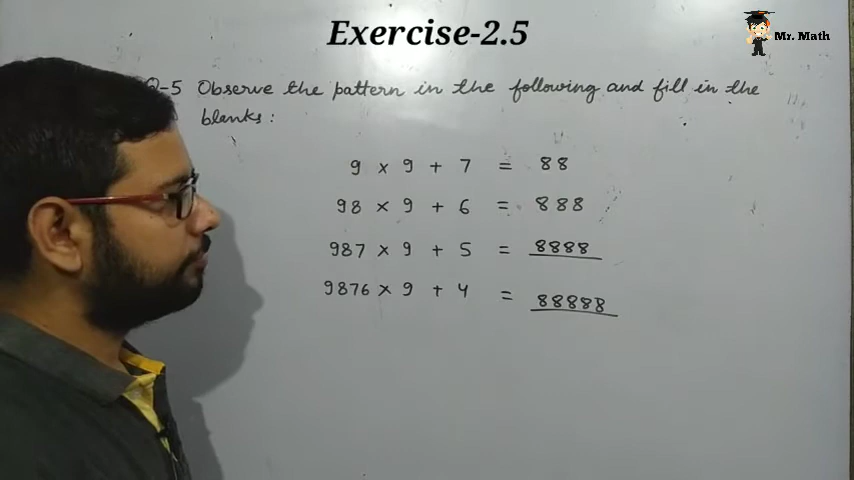 Exercise-2.5
Mr. Math
Q-5 Observe the pattern in the following and fill in the
blanks :
9 × 9 + 7 = 88
98 × 9 + 6 = 888
987 × 9 + 5 = 8888
9876 × 9 + 4 = 88888